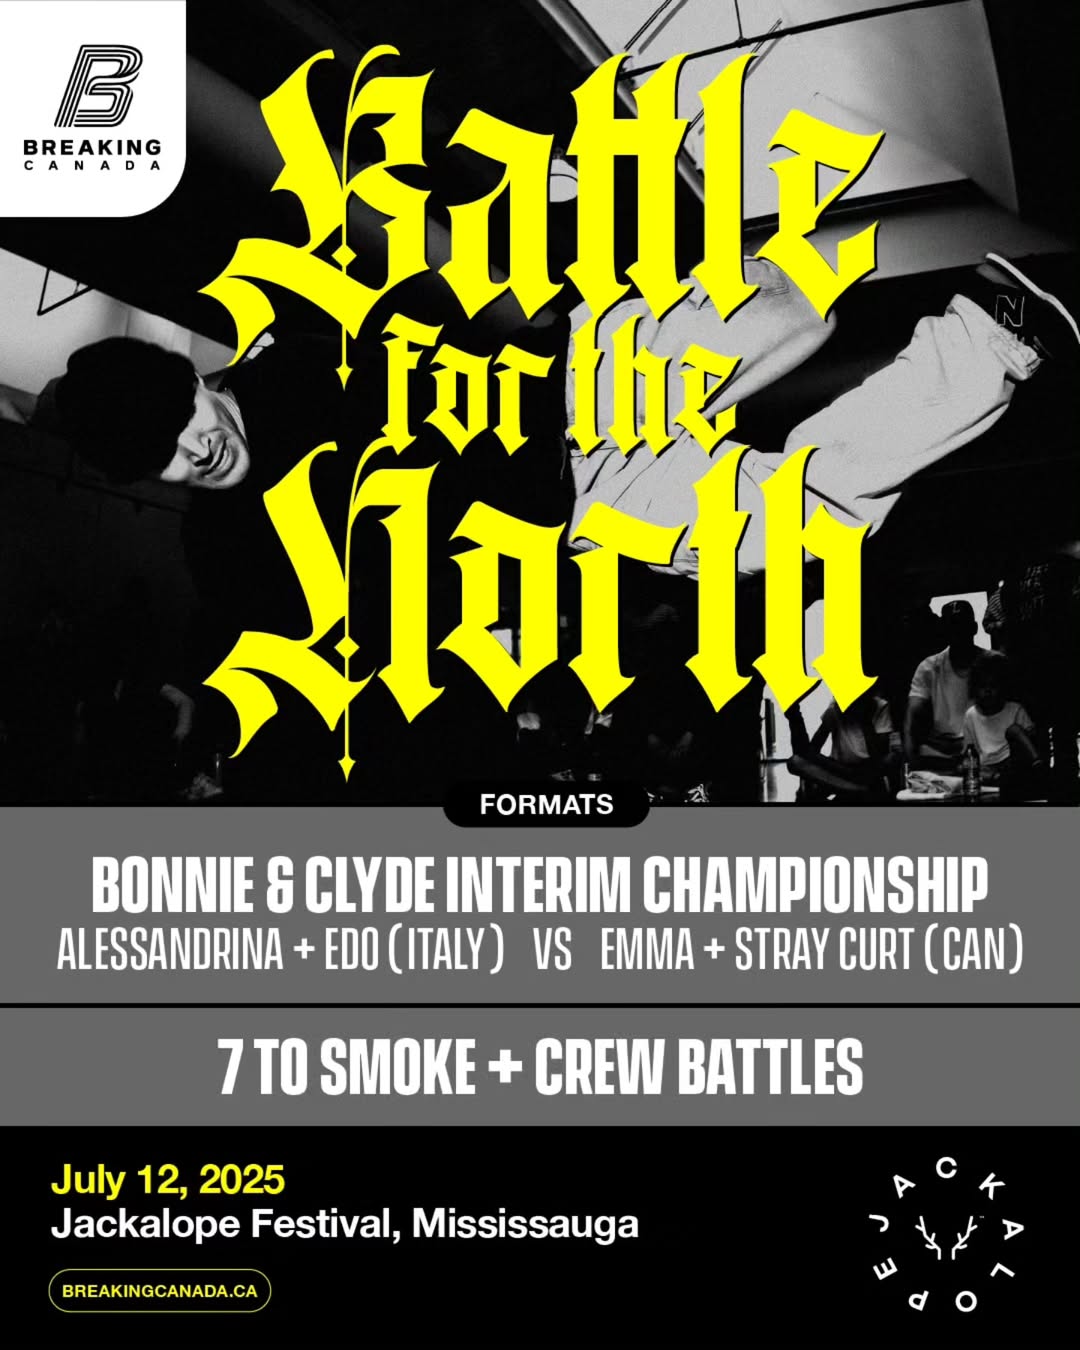 BREAKING
CANADA
Battle
for the
North
N
FORMATS
BONNIE & CLYDE INTERIM CHAMPIONSHIP
ALESSANDRINA + EDO (ITALY) VS EMMA + STRAY CURT (CAN)
7 TO SMOKE + CREW BATTLES
July 12, 2025
Jackalope Festival, Mississauga
BREAKINGCANADA.CA
JACKALOPE